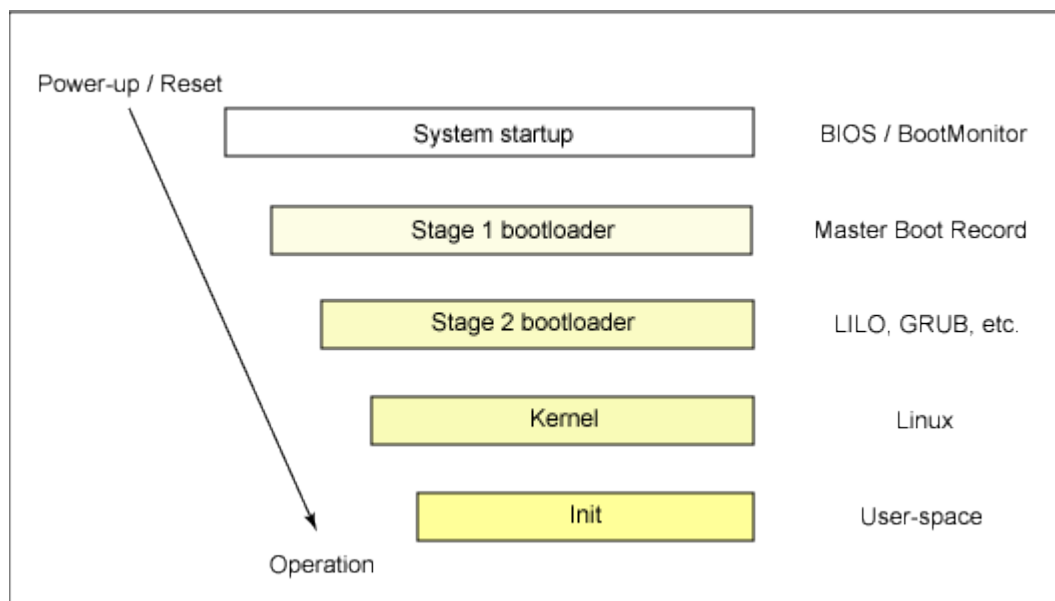 Power-up / Reset
System startup
BIOS / BootMonitor
Stage 1 bootloader
Master Boot Record
Stage 2 bootloader
LILO, GRUB, etc.
Kernel
Linux
Init
User-space
Operation